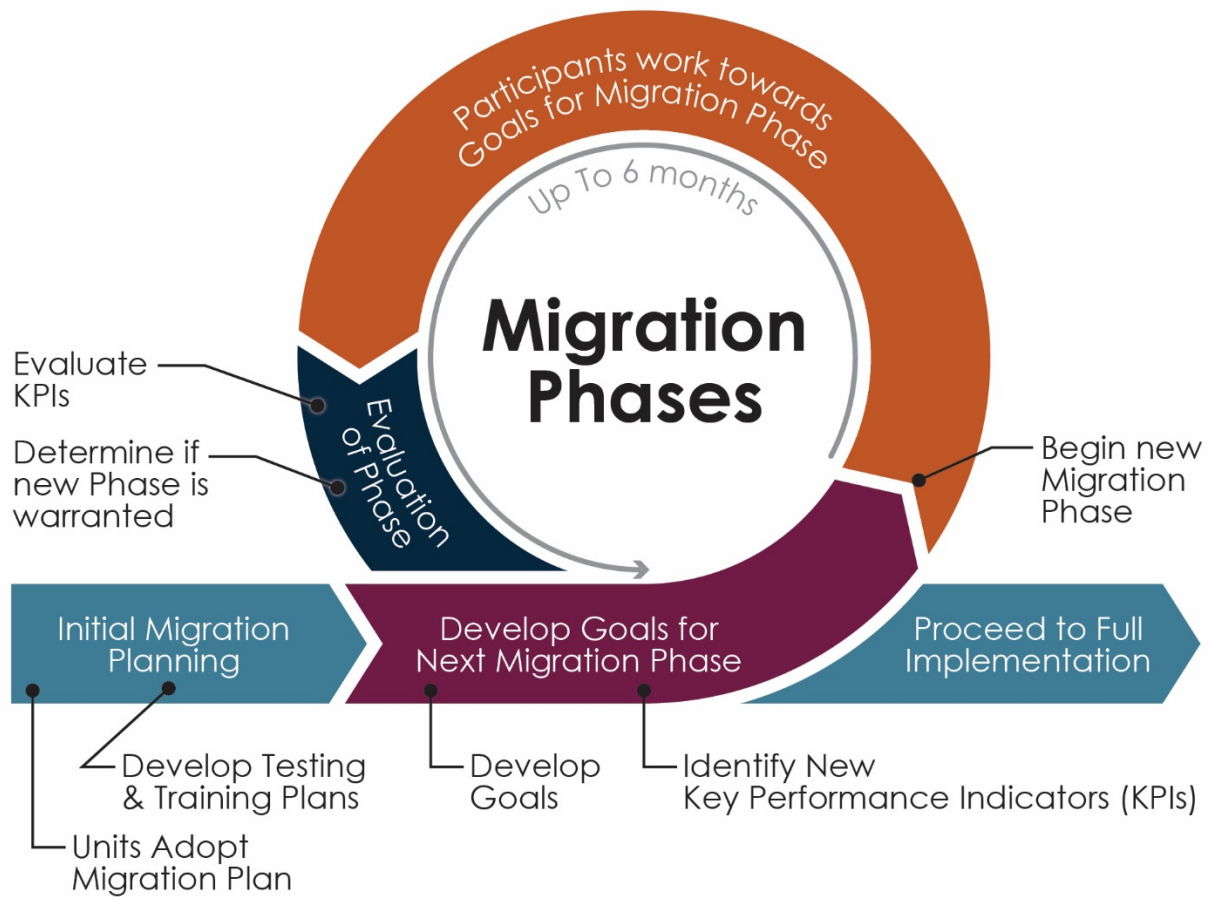 Participants work towards
Goals for Migration Phase
Up To 6 months
Migration
Phases
Evaluate
KPIs
Determine if
new Phase is
warranted
Evaluation
of Phase
Begin new
Migration
Phase
Initial Migration
Planning
Develop Goals for
Next Migration Phase
Proceed to Full
Implementation
Develop Testing
& Training Plans
Units Adopt
Migration Plan
Develop
Goals
Identify New
Key Performance Indicators (KPIs)